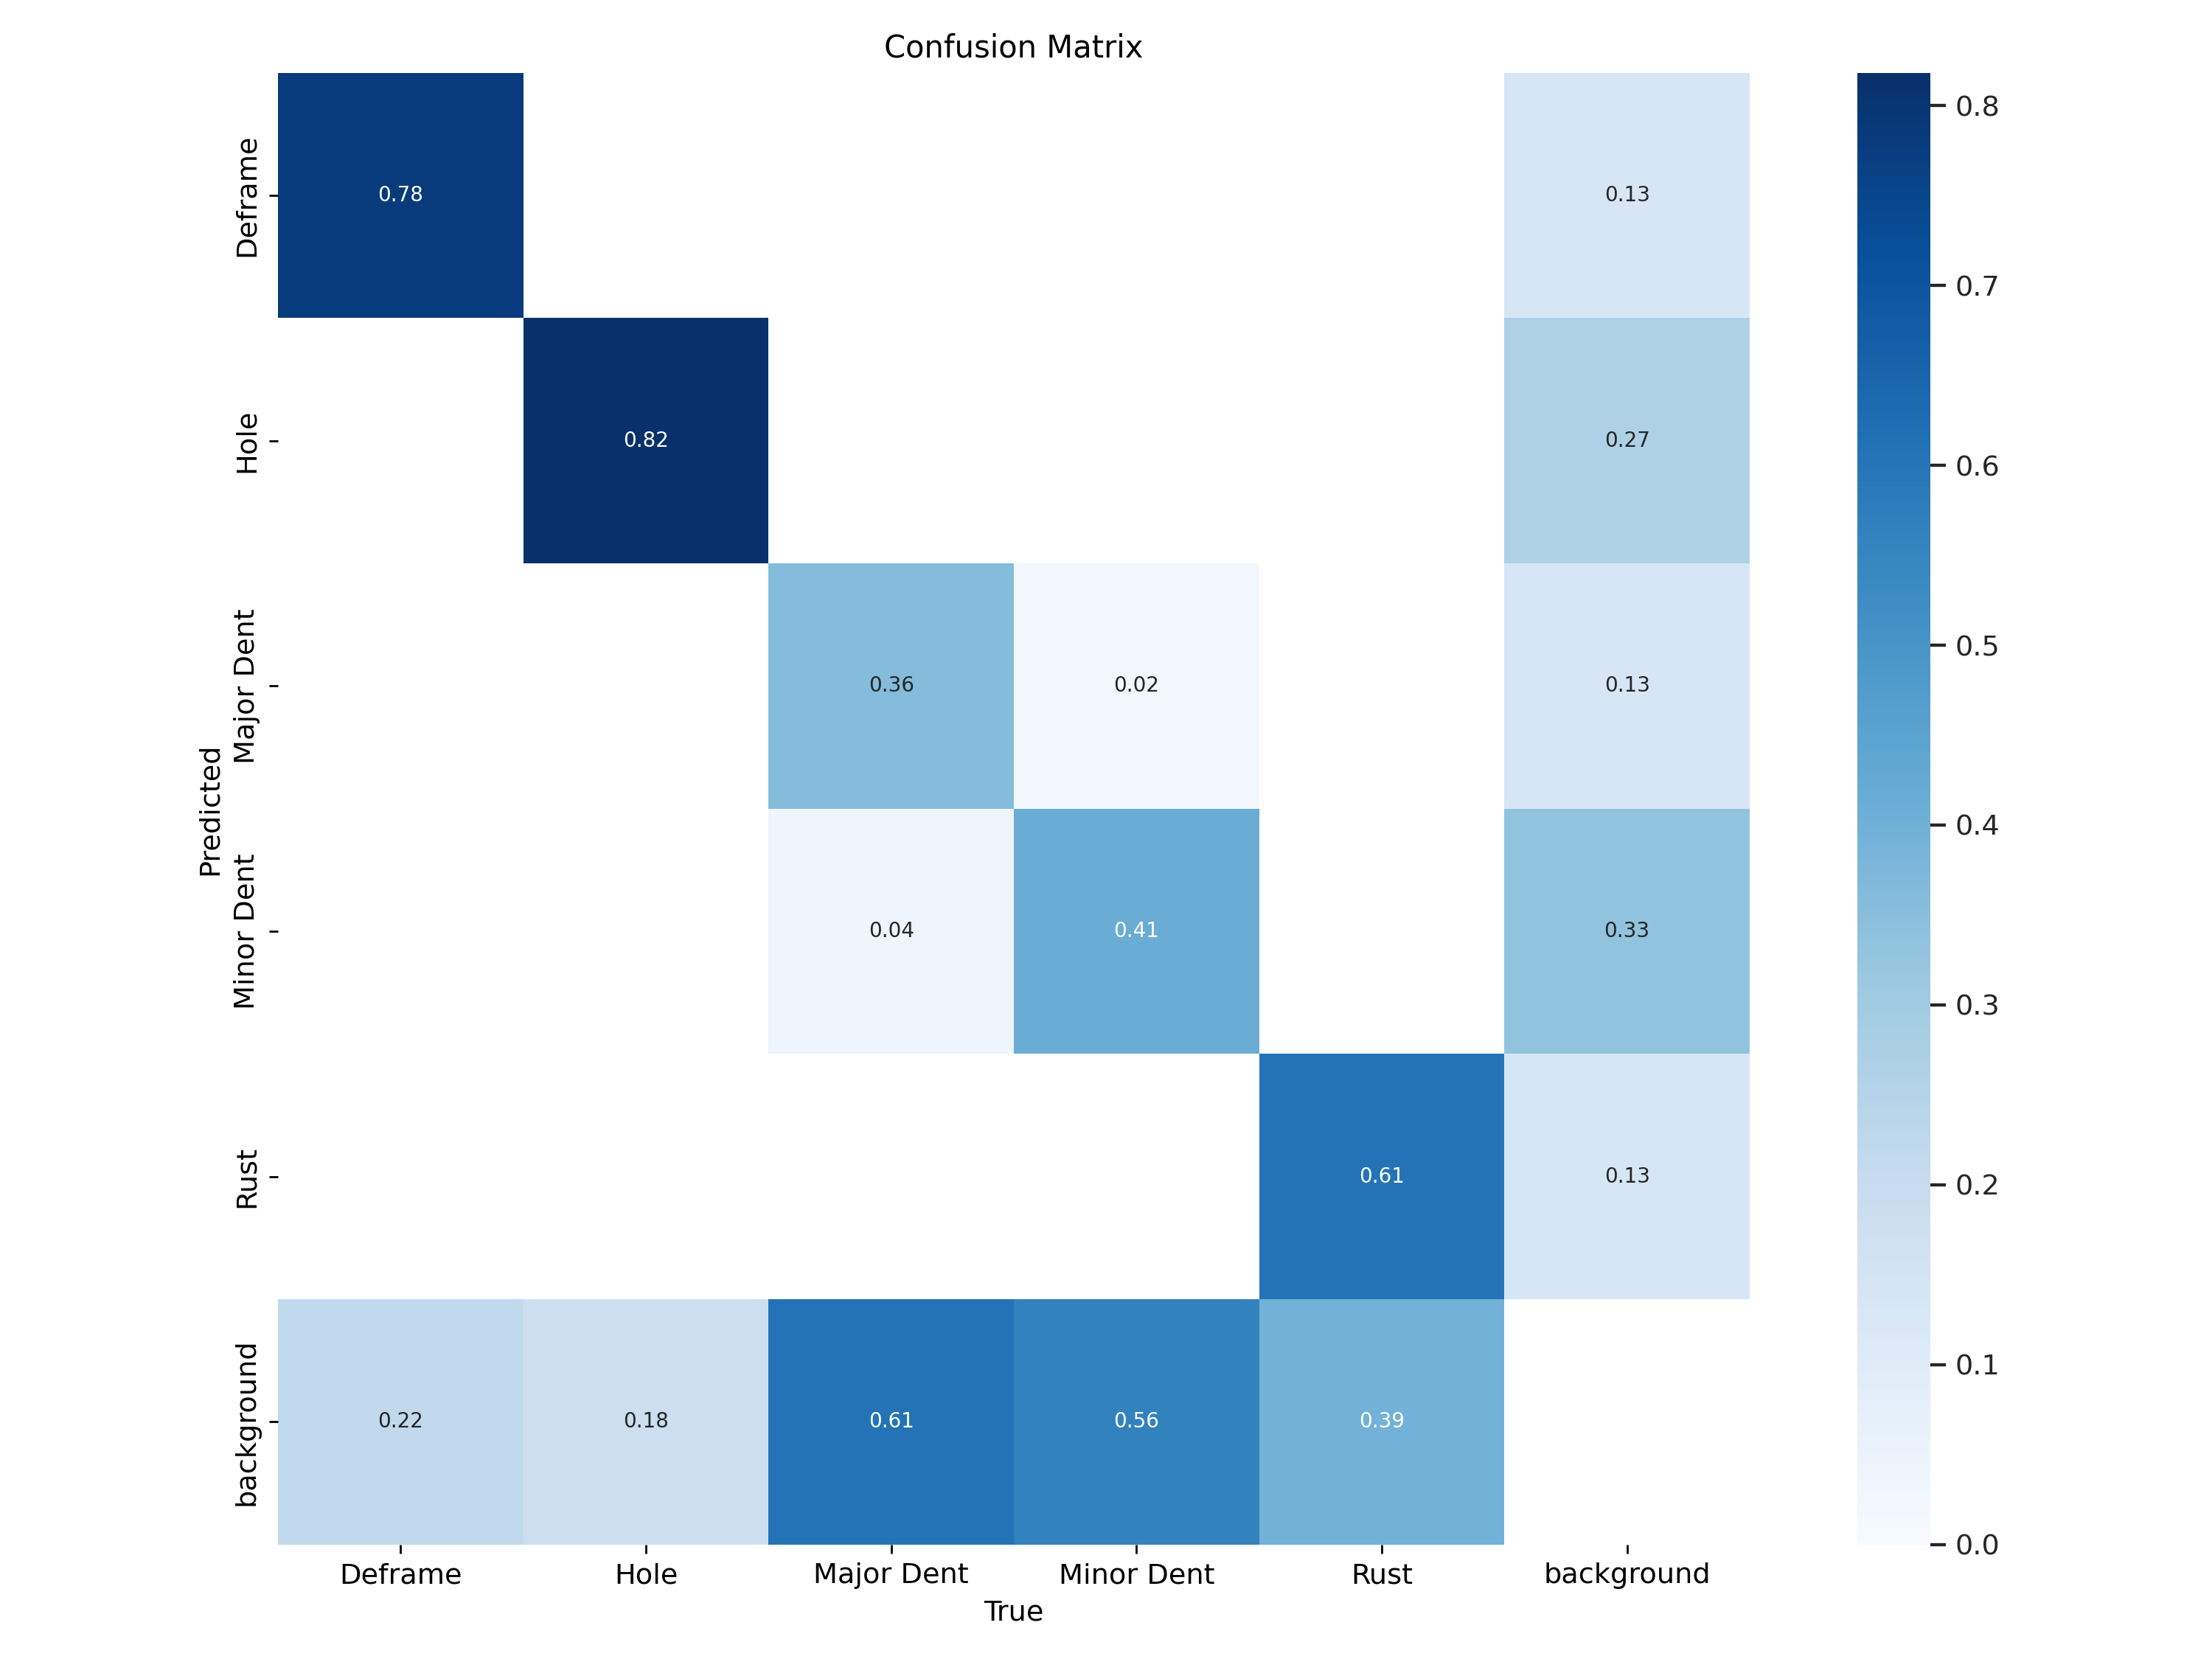 Confusion Matrix
Deframe
0.78
0.13
0.8
0.7
Hole
0.82
0.27
0.6
0.5
Major Dent
0.36
0.02
0.13
Predicted
0.4
Minor Dent
0.04
0.41
0.33
0.3
Rust
0.61
0.13
0.2
0.1
background
0.22
0.18
0.61
0.56
0.39
0.0
Deframe
Hole
Major Dent
Minor Dent
Rust
background
True